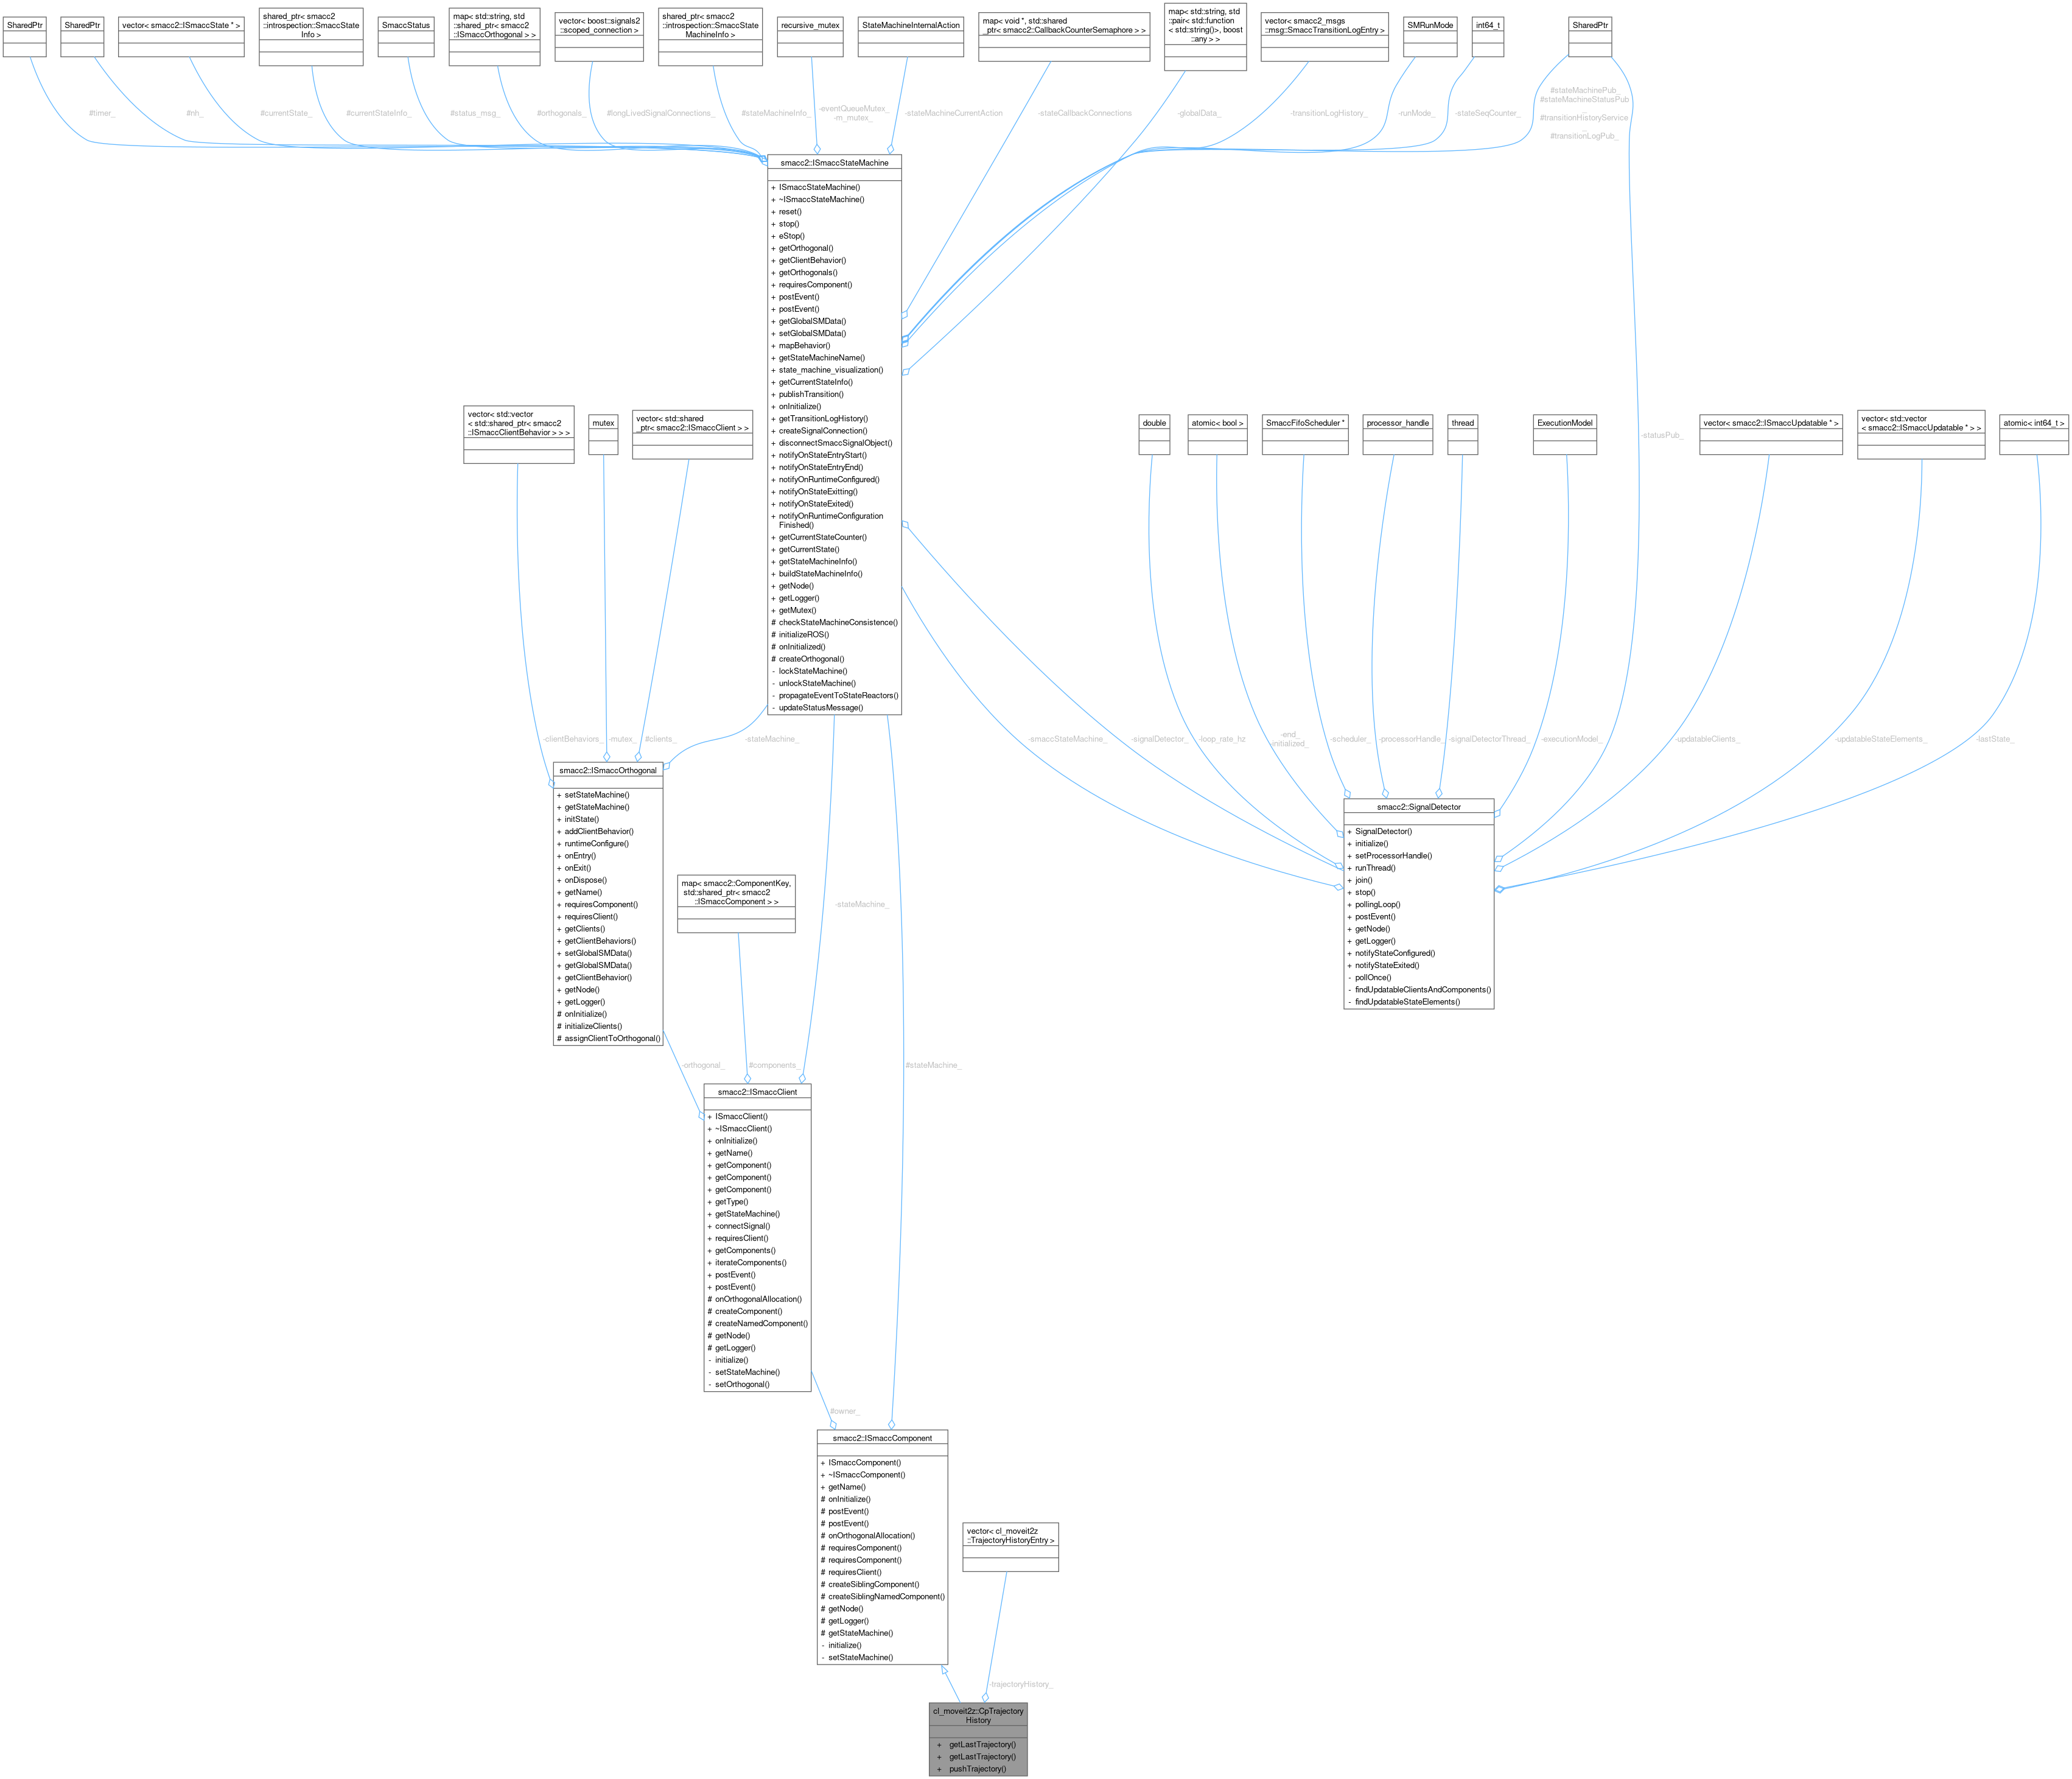 SharedPtr
SharedPtr
vector< smacc2::ISmaccState * >
shared_ptr< smacc2
::introspection::SmaccState
Info >
SmaccStatus
map< std::string, std
::shared_ptr< smacc2
::ISmaccOrthogonal > >
vector< boost::signals2
::scoped_connection >
shared_ptr< smacc2
::introspection::SmaccState
MachineInfo >
recursive_mutex
StateMachineInternalAction
map< void *, std::shared
_ptr< smacc2::CallbackCounterSemaphore > >
map< std::string, std
::pair< std::function
< std::string()>, boost
::any > >
vector< smacc2_msgs
::msg::SmaccTransitionLogEntry >
SMRunMode
int64_t
SharedPtr
#timer_
#nh_
#currentState_
#currentStateInfo_
#status_msg_
#orthogonals_
#longLivedSignalConnections_
#stateMachineInfo_
-eventQueueMutex_
-m_mutex_
-stateMachineCurrentAction
-stateCallbackConnections
-globalData_
-transitionLogHistory_
-runMode_
-stateSeqCounter_
#stateMachinePub_
#stateMachineStatusPub
_
#transitionHistoryService
_
#transitionLogPub_
smacc2::ISmaccStateMachine
+ ISmaccStateMachine()
+ ~ISmaccStateMachine()
+ reset()
+ stop()
+ eStop()
+ getOrthogonal()
+ getClientBehavior()
+ getOrthogonals()
+ requiresComponent()
+ postEvent()
+ postEvent()
+ getGlobalSMData()
+ setGlobalSMData()
+ mapBehavior()
+ getStateMachineName()
+ state_machine_visualization()
+ getCurrentStateInfo()
+ publishTransition()
+ onInitialize()
+ getTransitionLogHistory()
+ createSignalConnection()
+ disconnectSmaccSignalObject()
+ notifyOnStateEntryStart()
+ notifyOnStateEntryEnd()
+ notifyOnRuntimeConfigured()
+ notifyOnStateExitting()
+ notifyOnStateExited()
+ notifyOnRuntimeConfiguration
Finished()
+ getCurrentStateCounter()
+ getCurrentState()
+ getStateMachineInfo()
+ buildStateMachineInfo()
+ getNode()
+ getLogger()
+ getMutex()
# checkStateMachineConsistence()
# initializeROS()
# onInitialized()
# createOrthogonal()
- lockStateMachine()
- unlockStateMachine()
- propagateEventToStateReactors()
- updateStatusMessage()
vector< std::vector
< std::shared_ptr< smacc2
::ISmaccClientBehavior > > >
mutex
vector< std::shared
_ptr< smacc2::ISmaccClient > >
double
atomic< bool >
SmaccFifoScheduler *
processor_handle
thread
ExecutionModel
-statusPub_
vector< smacc2::ISmaccUpdatable * >
vector< std::vector
< smacc2::ISmaccUpdatable * > >
atomic< int64_t >
-clientBehaviors_
-mutex_
#clients_
-stateMachine_
-smaccStateMachine_
-signalDetector_
-loop_rate_hz
-end_
-initialized_
-scheduler_
-processorHandle_
-signalDetectorThread_
-executionModel_
-updatableClients_
-updatableStateElements_
-lastState_
smacc2::ISmaccOrthogonal
+ setStateMachine()
+ getStateMachine()
+ initState()
+ addClientBehavior()
+ runtimeConfigure()
+ onEntry()
+ onExit()
+ onDispose()
+ getName()
+ requiresComponent()
+ requiresClient()
+ getClients()
+ getClientBehaviors()
+ setGlobalSMData()
+ getGlobalSMData()
+ getClientBehavior()
+ getNode()
+ getLogger()
# onInitialize()
# initializeClients()
# assignClientToOrthogonal()
smacc2::SignalDetector
+ SignalDetector()
+ initialize()
+ setProcessorHandle()
+ runThread()
+ join()
+ stop()
+ pollingLoop()
+ postEvent()
+ getNode()
+ getLogger()
+ notifyStateConfigured()
+ notifyStateExited()
- pollOnce()
- findUpdatableClientsAndComponents()
- findUpdatableStateElements()
map< smacc2::ComponentKey,
std::shared_ptr< smacc2
::ISmaccComponent > >
-stateMachine_
-orthogonal_
#components_
#stateMachine_
smacc2::ISmaccClient
+ ISmaccClient()
+ ~ISmaccClient()
+ onInitialize()
+ getName()
+ getComponent()
+ getComponent()
+ getComponent()
+ getType()
+ getStateMachine()
+ connectSignal()
+ requiresClient()
+ getComponents()
+ iterateComponents()
+ postEvent()
+ postEvent()
# onOrthogonalAllocation()
# createComponent()
# createNamedComponent()
# getNode()
# getLogger()
- initialize()
- setStateMachine()
- setOrthogonal()
#owner_
smacc2::ISmaccComponent
+ ISmaccComponent()
+ ~ISmaccComponent()
+ getName()
# onInitialize()
# postEvent()
# postEvent()
# onOrthogonalAllocation()
# requiresComponent()
# requiresComponent()
# requiresClient()
# createSiblingComponent()
# createSiblingNamedComponent()
# getNode()
# getLogger()
# getStateMachine()
- initialize()
- setStateMachine()
vector< cl_moveit2z
::TrajectoryHistoryEntry >
-trajectoryHistory_
cl_moveit2z::CpTrajectory
History
+ getLastTrajectory()
+ getLastTrajectory()
+ pushTrajectory()